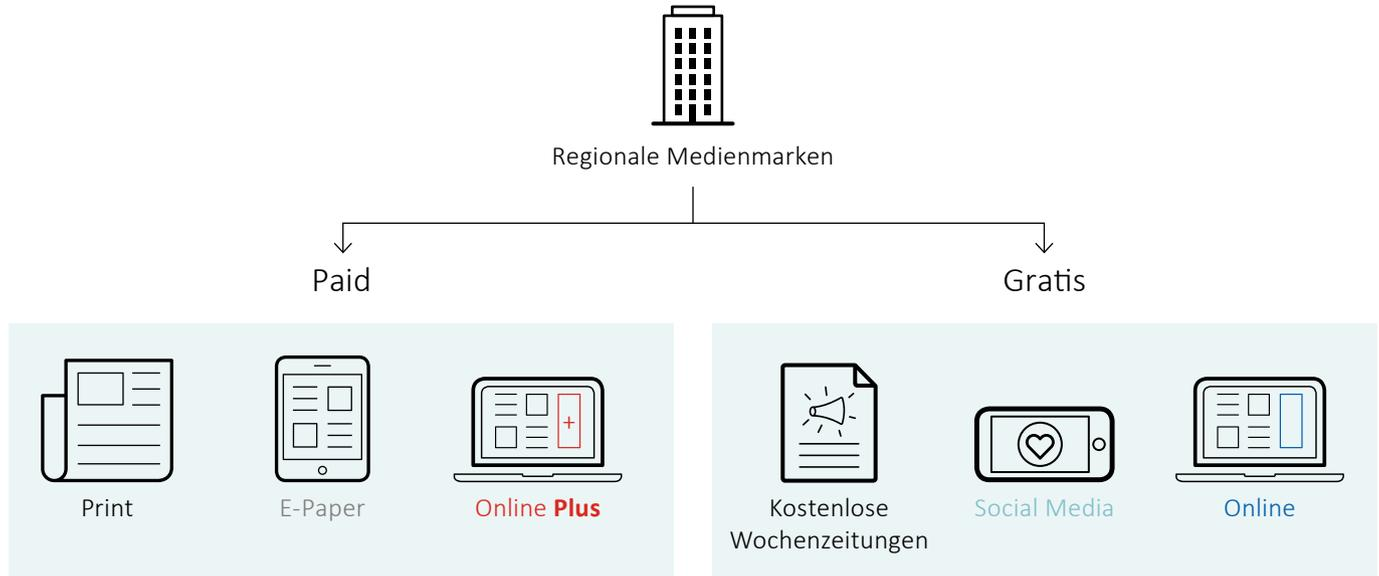 Regionale Medienmarken
Paid
Gratis
Print
E-Paper
Online Plus
Kostenlose
Wochenzeitungen
Social Media
Online